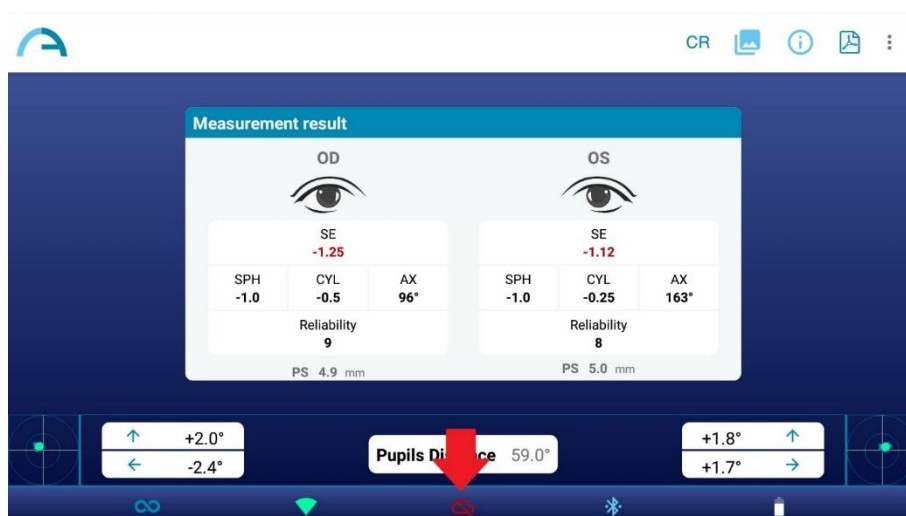 CR
Measurement result
OD OS
SE SE
-1.25 -1.12
SPH CYL AX SPH CYL AX
-1.0 -0.5 96° -1.0 -0.25 163°
Reliability Reliability
9 8
PS 4.9 mm PS 5.0 mm
+2.0° +1.8°
Pupils Di ce 59.0°
-2.4° +1.7°